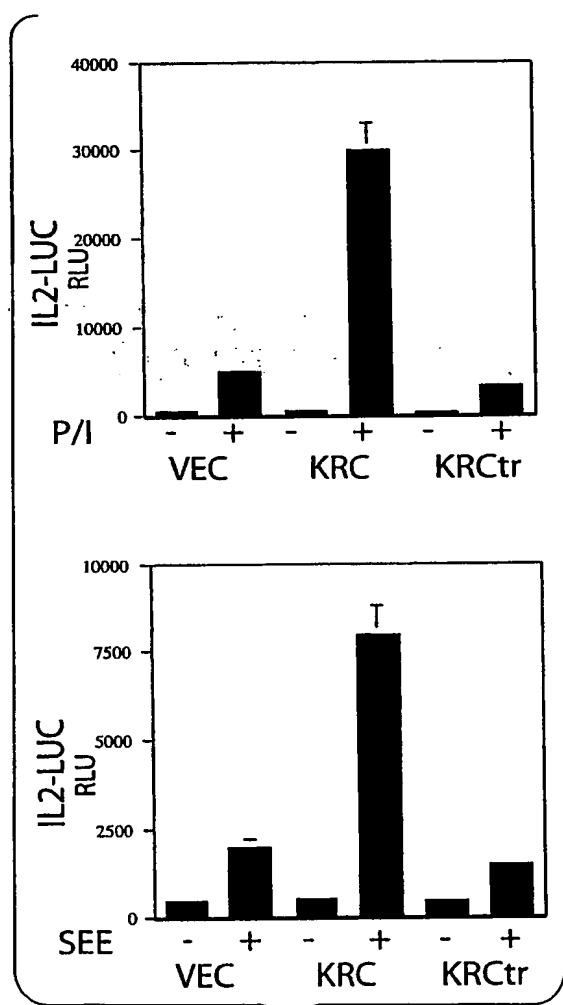 40000
30000
20000
10000
0
IL2-LUC
RLU
P/I - + - + - +
VEC KRC KRCtr
10000
7500
5000
2500
0
IL2-LUC
RLU
SEE - + - + - +
VEC KRC KRCtr